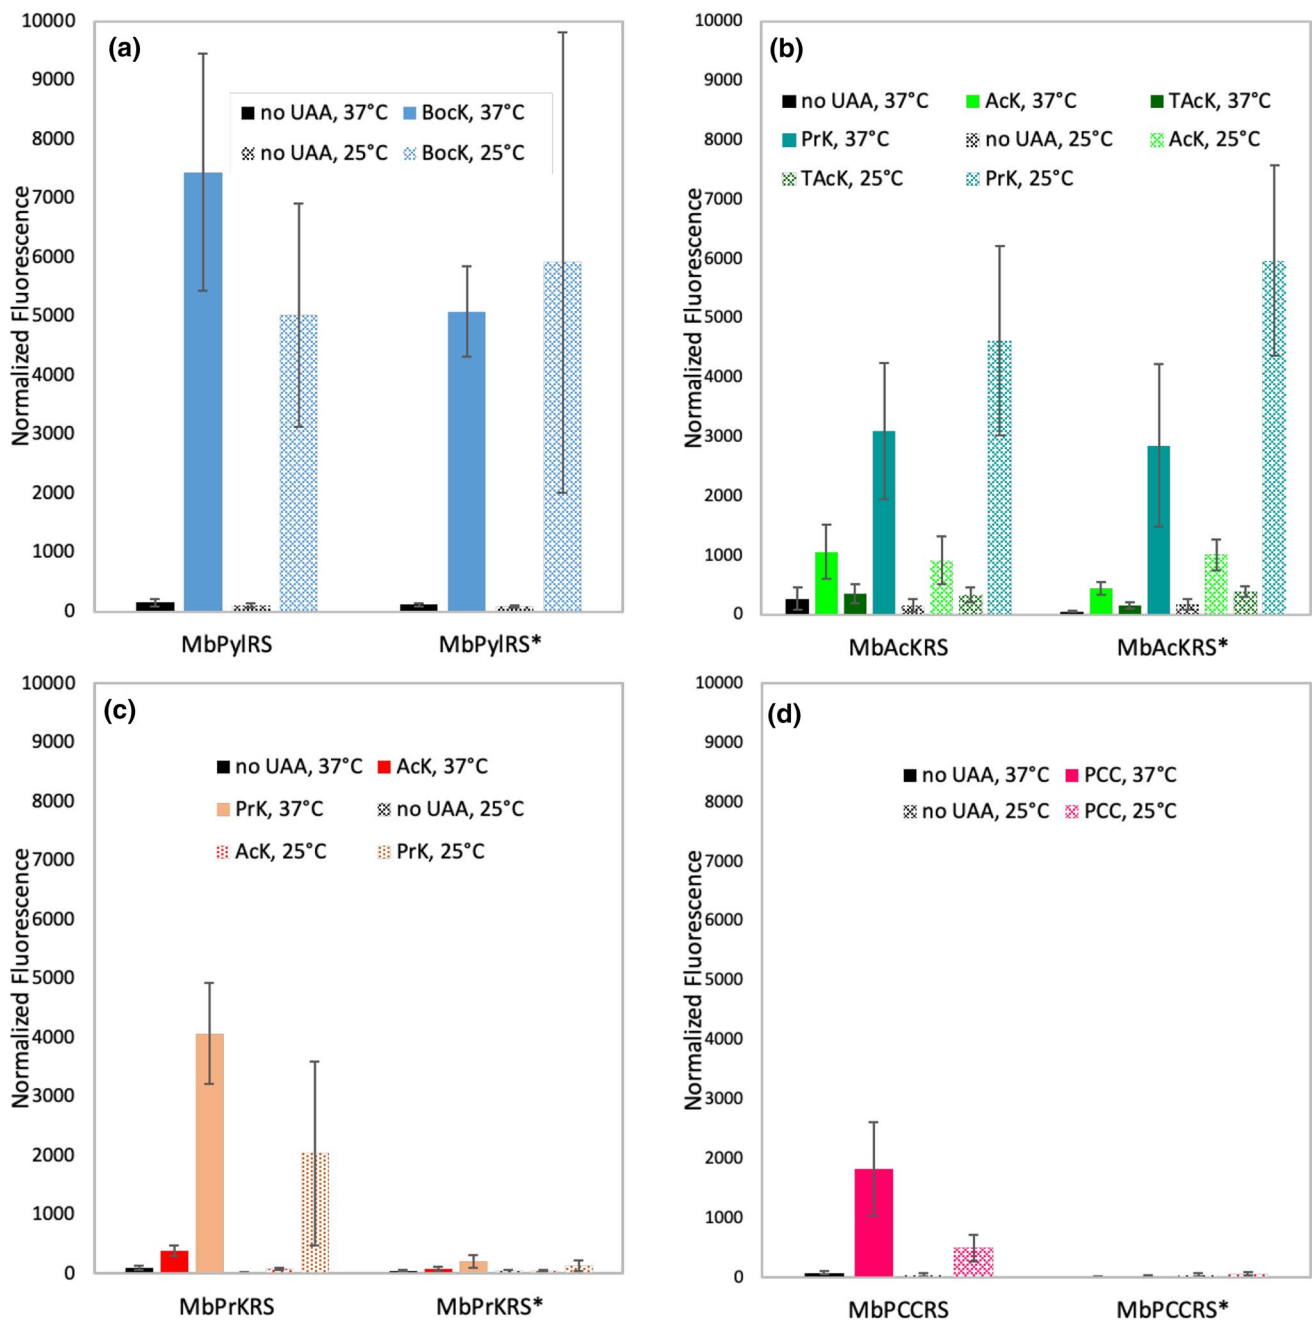 (a)
10000
9000
8000
7000
6000
5000
4000
3000
2000
1000
0
Normalized Fluorescence
no UAA, 37°C BocK, 37°C
no UAA, 25°C BocK, 25°C
MbPylRS MbPylRS*
(b)
10000
9000
8000
7000
6000
5000
4000
3000
2000
1000
0
Normalized Fluorescence
no UAA, 37°C AcK, 37°C TAcK, 37°C
PrK, 37°C no UAA, 25°C AcK, 25°C
TAcK, 25°C PrK, 25°C
MbAcKRS MbAcKRS*
(c)
10000
9000
8000
7000
6000
5000
4000
3000
2000
1000
0
Normalized Fluorescence
no UAA, 37°C AcK, 37°C
PrK, 37°C no UAA, 25°C
AcK, 25°C PrK, 25°C
MbPrKRS MbPrKRS*
(d)
10000
9000
8000
7000
6000
5000
4000
3000
2000
1000
0
Normalized Fluorescence
no UAA, 37°C PCC, 37°C
no UAA, 25°C PCC, 25°C
MbPCCRS MbPCCRS*